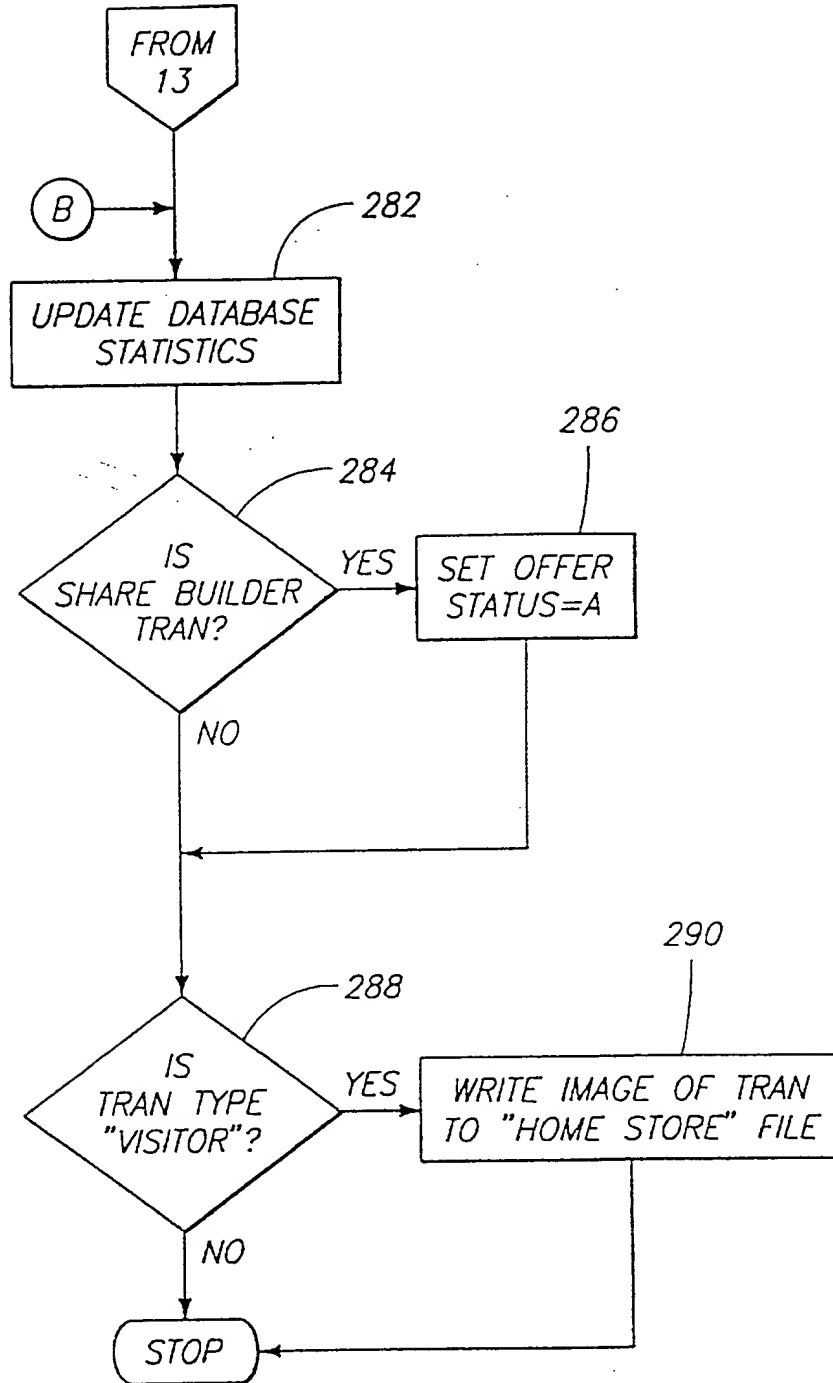 FROM
13
B
282
UPDATE DATABASE
STATISTICS
284
286
IS
SHARE BUILDER
TRAN?
YES
SET OFFER
STATUS=A
NO
288
290
IS
TRAN TYPE
"VISITOR"?
YES
WRITE IMAGE OF TRAN
TO "HOME STORE" FILE
NO
STOP